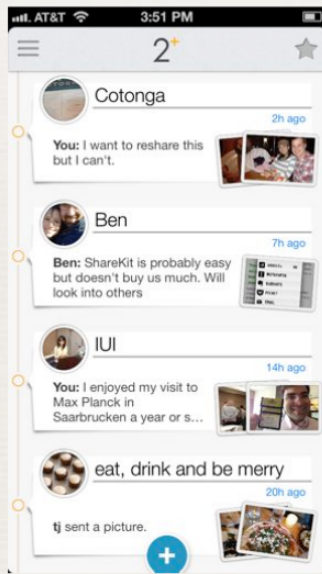 AT&T 3:51 PM
2+
Cotonga
2h ago
You: I want to reshare this
but I can't.
Ben
7h ago
Ben: ShareKit is probably easy
but doesn't buy us much. Will
look into others
IUI
14h ago
You: I enjoyed my visit to
Max Planck in
Saarbrucken a year or s...
eat, drink and be merry
20h ago
tj sent a picture.
+